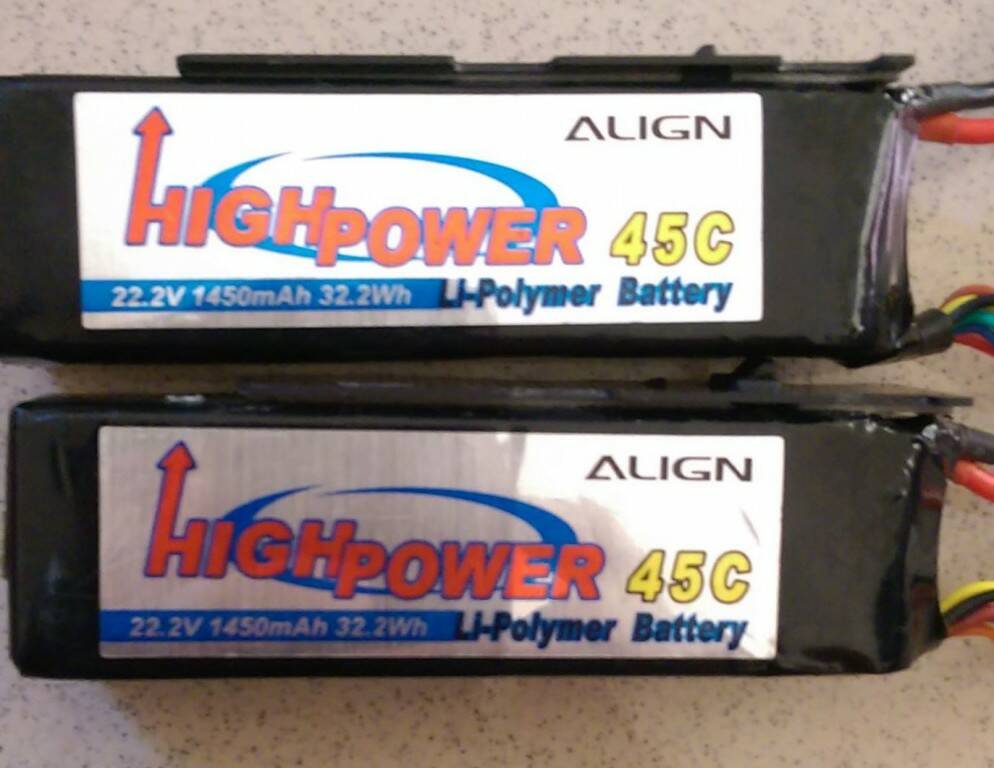 ALIGN
HIGHPOWER 45C
22.2V 1450mAh 32.2Wh Li-Polymer Battery
ALIGN
HIGHPOWER 45C
22.2V 1450mAh 32.2Wh Li-Polymer Battery